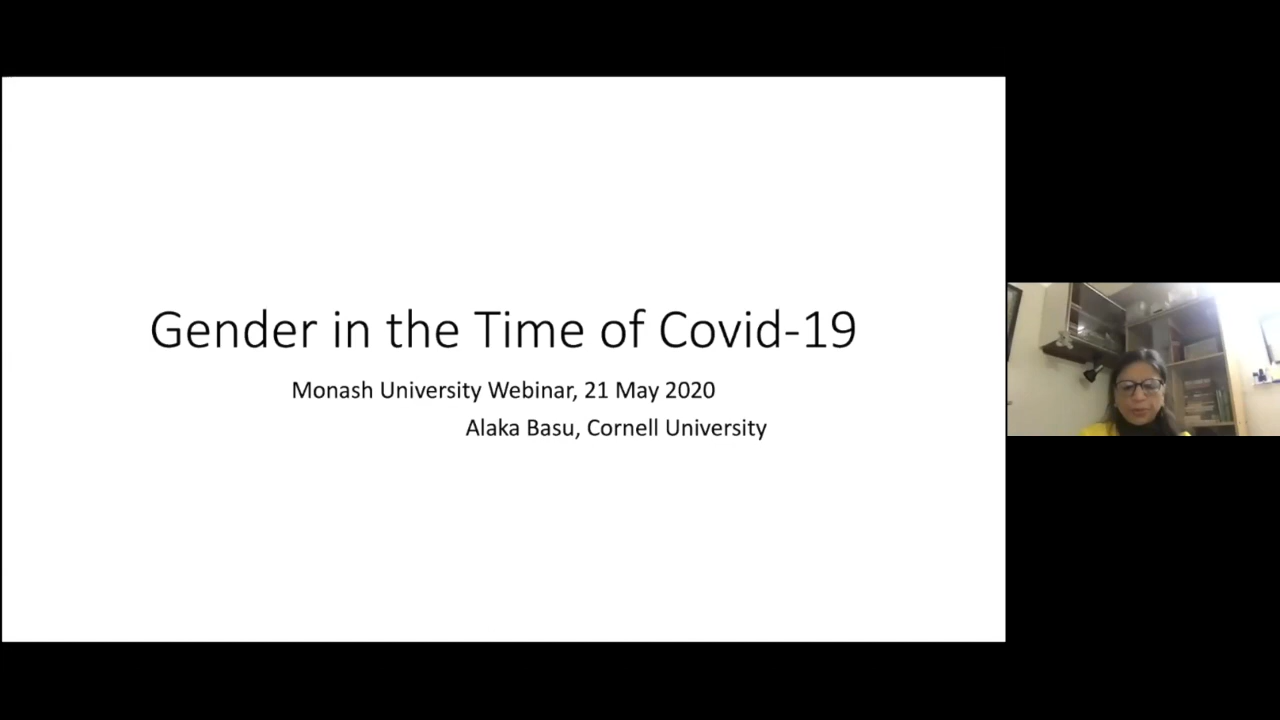 Gender in the Time of Covid-19
Monash University Webinar, 21 May 2020
Alaka Basu, Cornell University